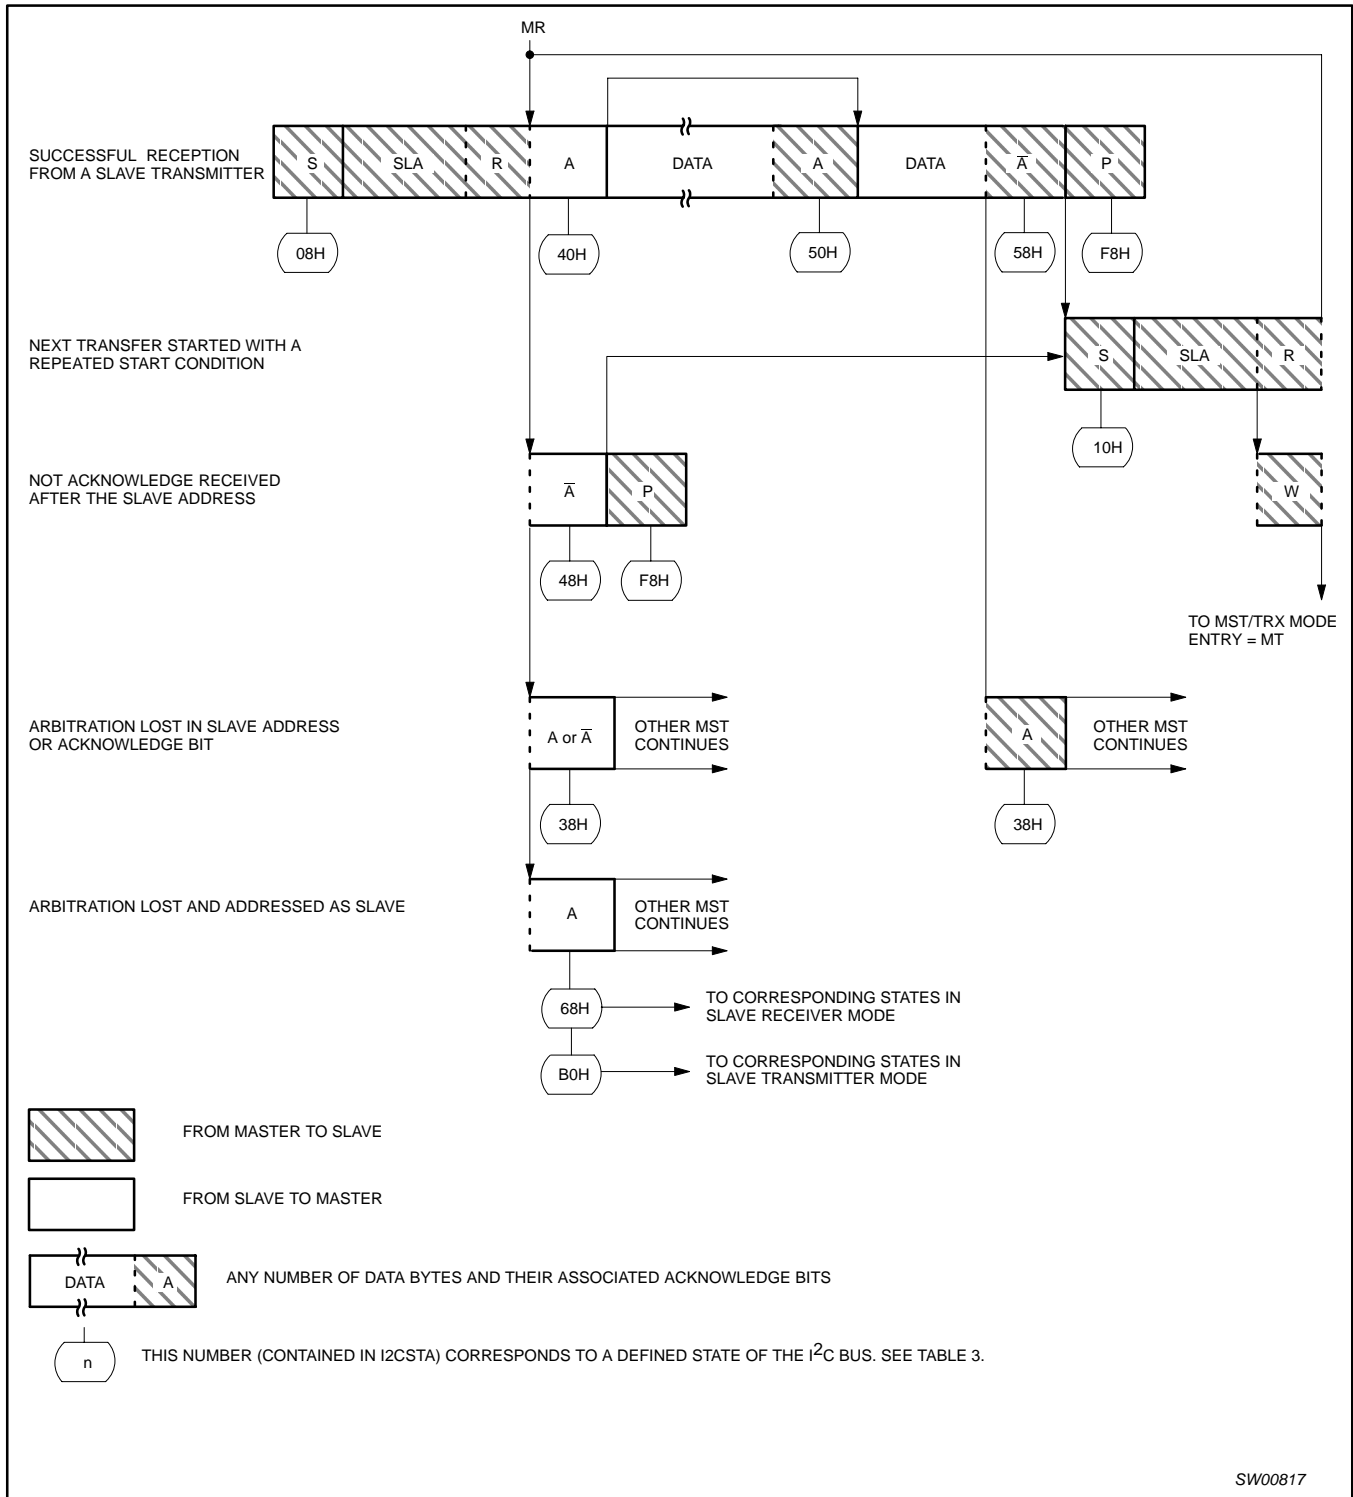 MR
SUCCESSFUL RECEPTION
FROM A SLAVE TRANSMITTER
S SLA R A DATA A DATA A̅ P
08H 40H 50H 58H F8H
NEXT TRANSFER STARTED WITH A
REPEATED START CONDITION
S SLA R
10H
NOT ACKNOWLEDGE RECEIVED
AFTER THE SLAVE ADDRESS
A̅ P
W
48H F8H
TO MST/TRX MODE
ENTRY = MT
ARBITRATION LOST IN SLAVE ADDRESS
OR ACKNOWLEDGE BIT
A or A̅
OTHER MST
CONTINUES
A
OTHER MST
CONTINUES
38H 38H
ARBITRATION LOST AND ADDRESSED AS SLAVE
A
OTHER MST
CONTINUES
68H
TO CORRESPONDING STATES IN
SLAVE RECEIVER MODE
B0H
TO CORRESPONDING STATES IN
SLAVE TRANSMITTER MODE
FROM MASTER TO SLAVE
FROM SLAVE TO MASTER
DATA A ANY NUMBER OF DATA BYTES AND THEIR ASSOCIATED ACKNOWLEDGE BITS
n THIS NUMBER (CONTAINED IN I2CSTA) CORRESPONDS TO A DEFINED STATE OF THE I²C BUS. SEE TABLE 3.
SW00817